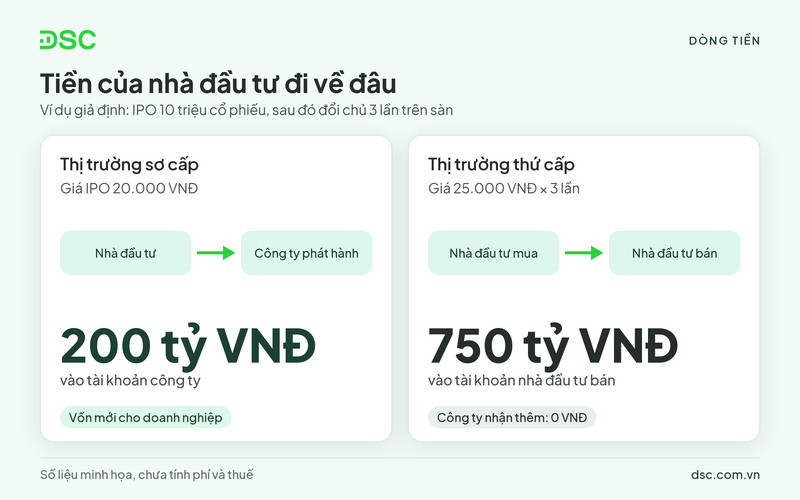 DSC
DÒNG TIỀN
Tiền của nhà đầu tư đi về đâu
Ví dụ giả định: IPO 10 triệu cổ phiếu, sau đó đổi chủ 3 lần trên sàn
Thị trường sơ cấp
Giá IPO 20.000 VNĐ
Nhà đầu tư
Công ty phát hành
200 tỷ VNĐ
vào tài khoản công ty
Vốn mới cho doanh nghiệp
Thị trường thứ cấp
Giá 25.000 VNĐ × 3 lần
Nhà đầu tư mua
Nhà đầu tư bán
750 tỷ VNĐ
vào tài khoản nhà đầu tư bán
Công ty nhận thêm: 0 VNĐ
Số liệu minh họa, chưa tính phí và thuế
dsc.com.vn